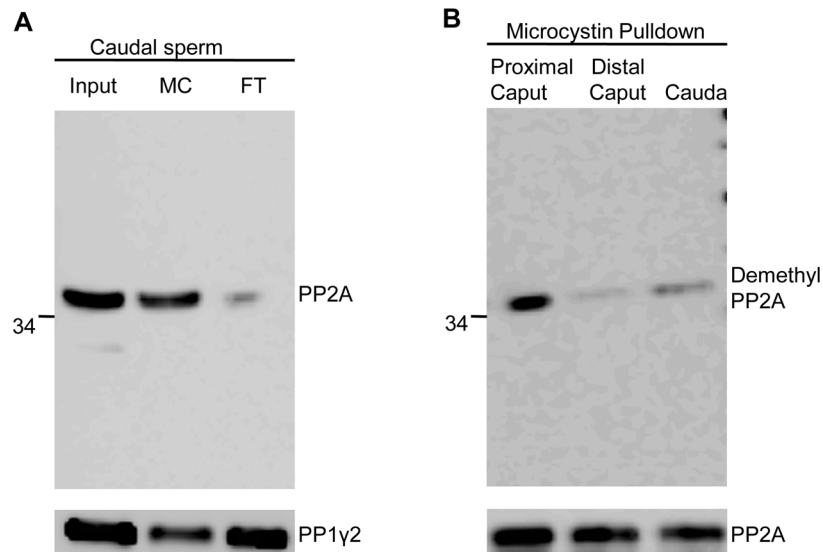 A
Caudal sperm
Input MC FT
PP2A
34
PP1γ2
B
Microcystin Pulldown
Proximal Distal
Caput Caput Cauda
Demethyl
PP2A
34
PP2A